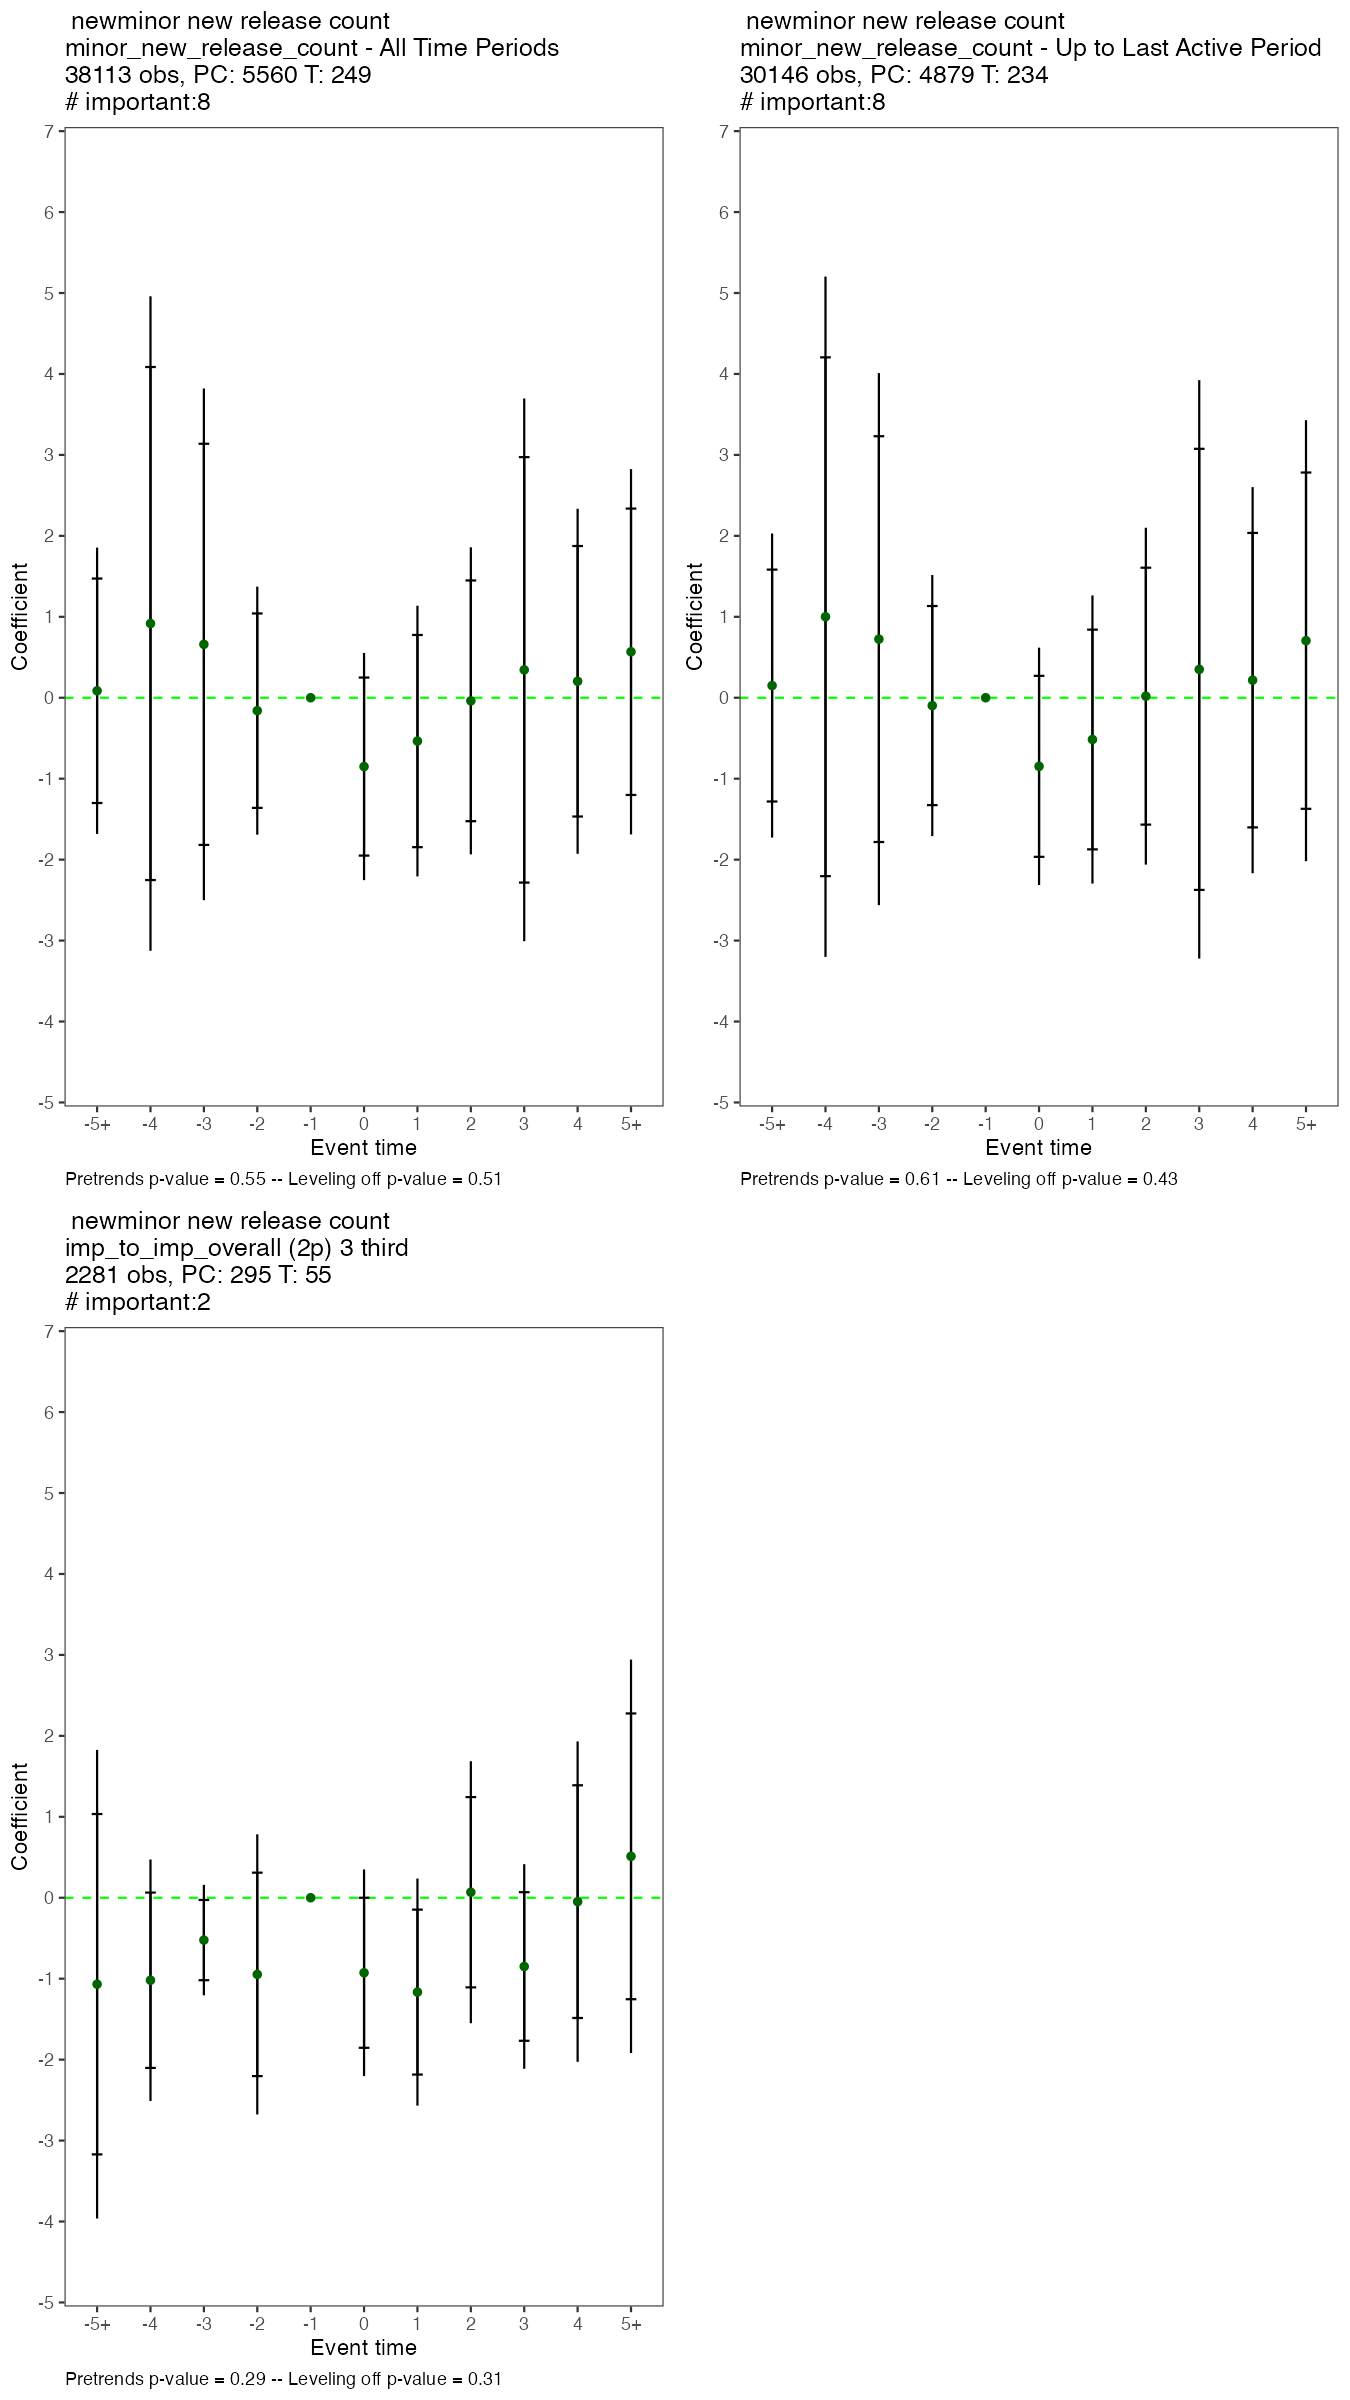 newminor new release count
minor_new_release_count - All Time Periods
38113 obs, PC: 5560 T: 249
# important:8
7
6
5
4
3
2
1
0
-1
-2
-3
-4
-5
Coefficient
-5+ -4 -3 -2 -1 0 1 2 3 4 5+
Event time
Pretrends p-value = 0.55 -- Leveling off p-value = 0.51
newminor new release count
minor_new_release_count - Up to Last Active Period
30146 obs, PC: 4879 T: 234
# important:8
7
6
5
4
3
2
1
0
-1
-2
-3
-4
-5
Coefficient
-5+ -4 -3 -2 -1 0 1 2 3 4 5+
Event time
Pretrends p-value = 0.61 -- Leveling off p-value = 0.43
newminor new release count
imp_to_imp_overall (2p) 3 third
2281 obs, PC: 295 T: 55
# important:2
7
6
5
4
3
2
1
0
-1
-2
-3
-4
-5
Coefficient
-5+ -4 -3 -2 -1 0 1 2 3 4 5+
Event time
Pretrends p-value = 0.29 -- Leveling off p-value = 0.31